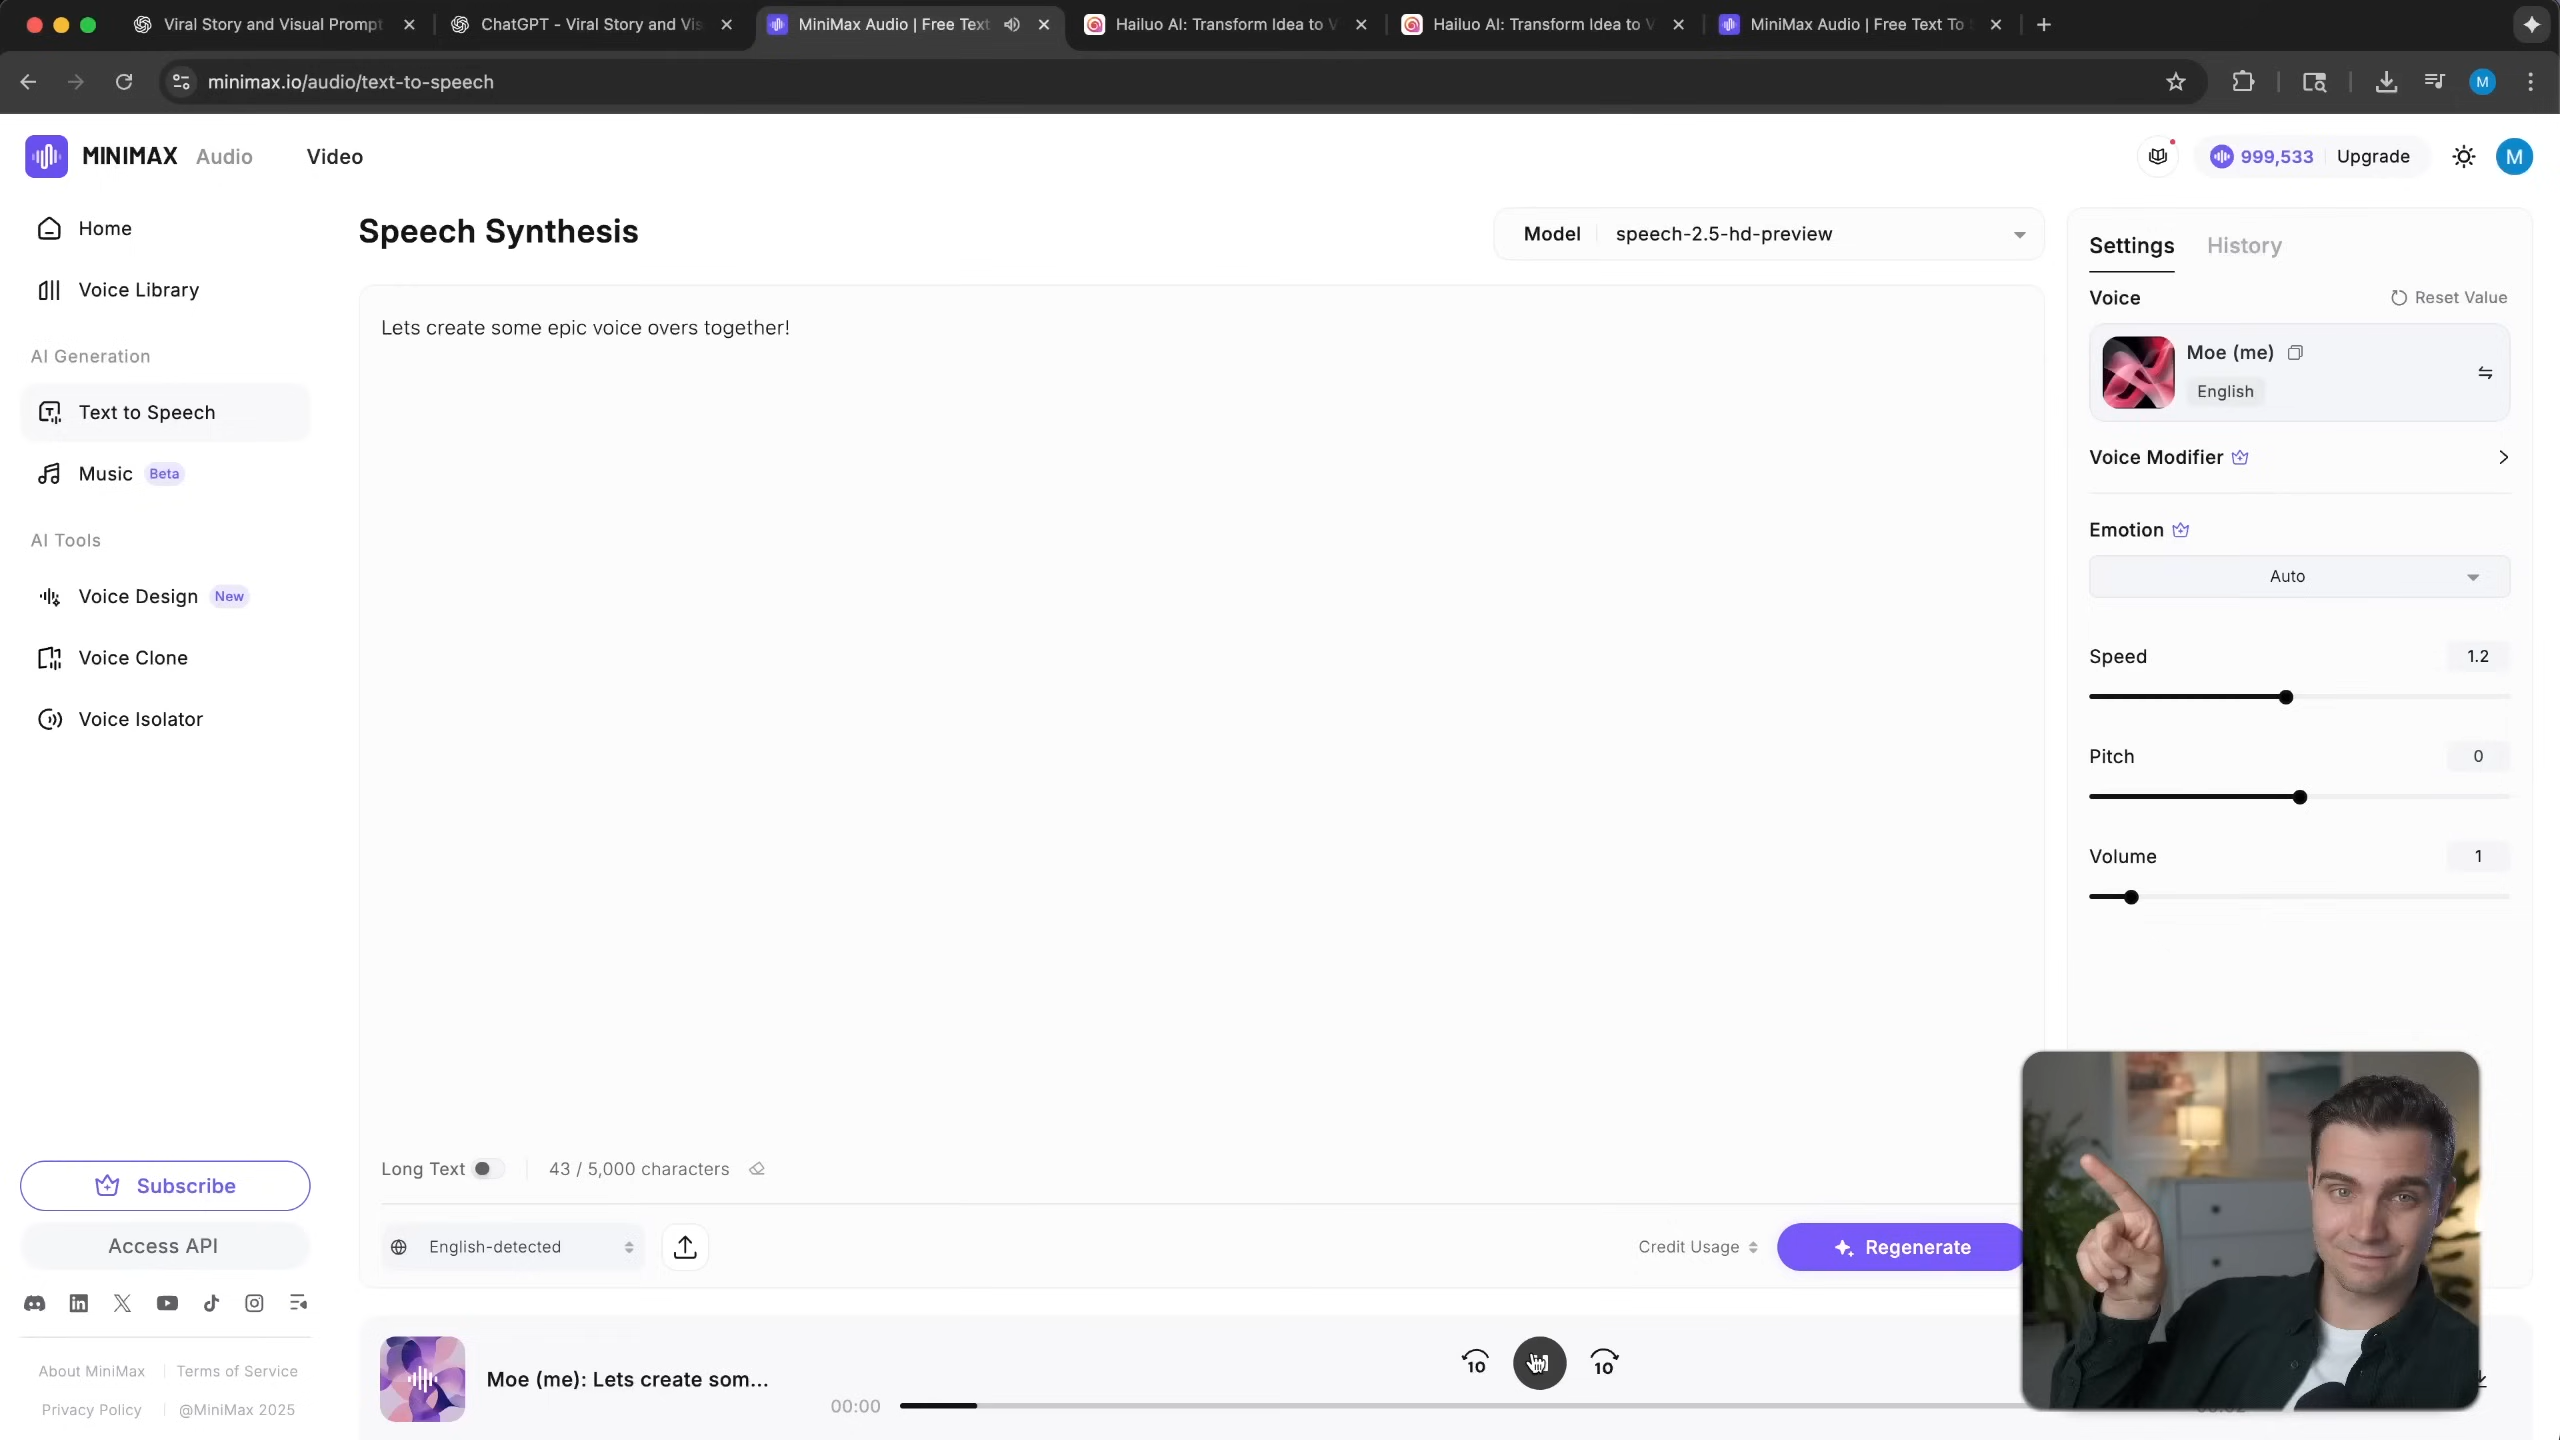 Viral Story and Visual Prompt
ChatGPT - Viral Story and Vis
MiniMax Audio | Free Text
Hailuo AI: Transform Idea to V
Hailuo AI: Transform Idea to V
MiniMax Audio | Free Text To S
minimax.io/audio/text-to-speech
M
MINIMAX Audio
Video
999,533
Upgrade
M
Home
Voice Library
AI Generation
Text to Speech
Music Beta
AI Tools
Voice Design New
Voice Clone
Voice Isolator
Subscribe
Access API
About MiniMax
Terms of Service
Privacy Policy
@MiniMax 2025
Speech Synthesis
Model speech-2.5-hd-preview
Lets create some epic voice overs together!
Long Text
43 / 5,000 characters
English-detected
Credit Usage
Regenerate
Settings
History
Voice
Reset Value
Moe (me)
English
Voice Modifier
Emotion
Auto
Speed
1.2
Pitch
0
Volume
1
Moe (me): Lets create som...
10
10
00:00